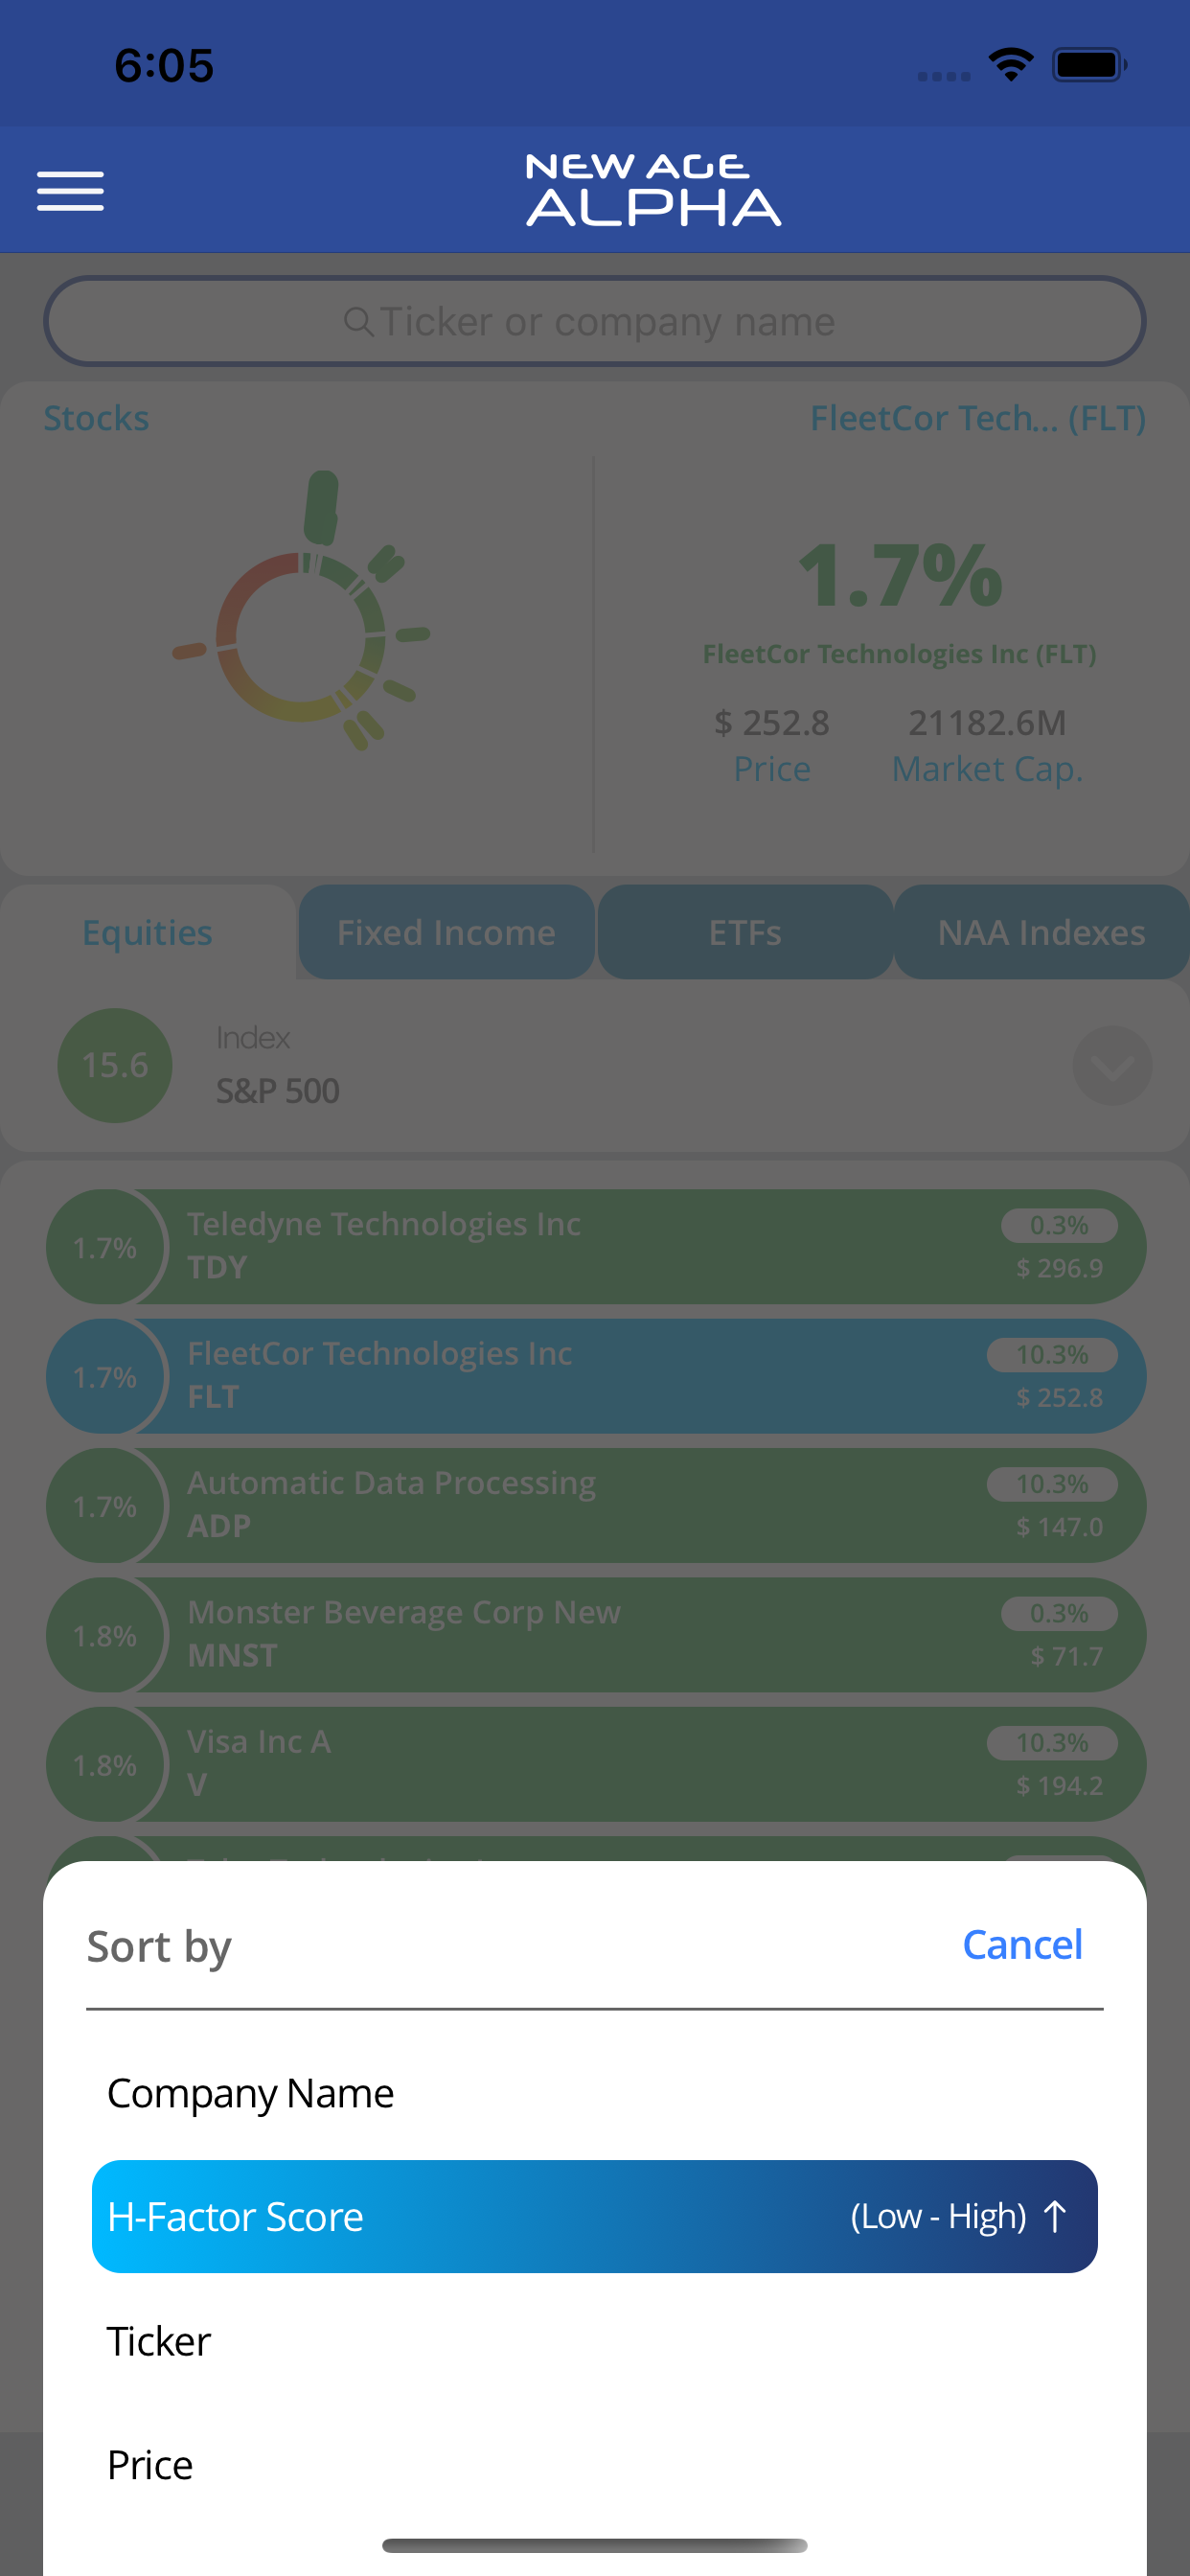 6:05
NEW AGE
ALPHA
Ticker or company name
Stocks
FleetCor Tech... (FLT)
1.7%
FleetCor Technologies Inc (FLT)
$ 252.8
21182.6M
Price
Market Cap.
Equities
Fixed Income
ETFs
NAA Indexes
15.6
Index
S&P 500
1.7%
Teledyne Technologies Inc
TDY
0.3%
$ 296.9
1.7%
FleetCor Technologies Inc
FLT
10.3%
$ 252.8
1.7%
Automatic Data Processing
ADP
10.3%
$ 147.0
1.8%
Monster Beverage Corp New
MNST
0.3%
$ 71.7
1.8%
Visa Inc A
V
10.3%
$ 194.2
Sort by
Cancel
Company Name
H-Factor Score
(Low - High) ↑
Ticker
Price